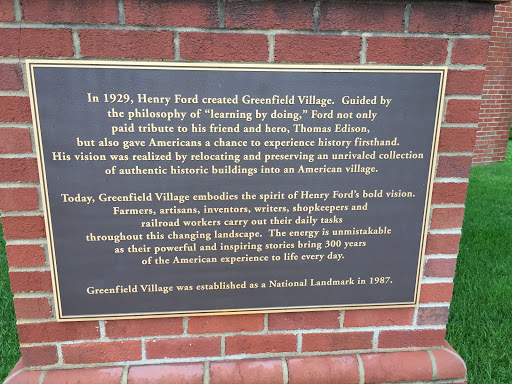 In 1929, Henry Ford created Greenfield Village. Guided by
the philosophy of “learning by doing,” Ford not only
paid tribute to his friend and hero, Thomas Edison,
but also gave Americans a chance to experience history firsthand.
His vision was realized by relocating and preserving an unrivaled collection
of authentic historic buildings into an American village.
Today, Greenfield Village embodies the spirit of Henry Ford's bold vision.
Farmers, artisans, inventors, writers, shopkeepers and
railroad workers carry out their daily tasks
throughout this changing landscape. The energy is unmistakable
as their powerful and inspiring stories bring 300 years
of the American experience to life every day.
Greenfield Village was established as a National Landmark in 1987.